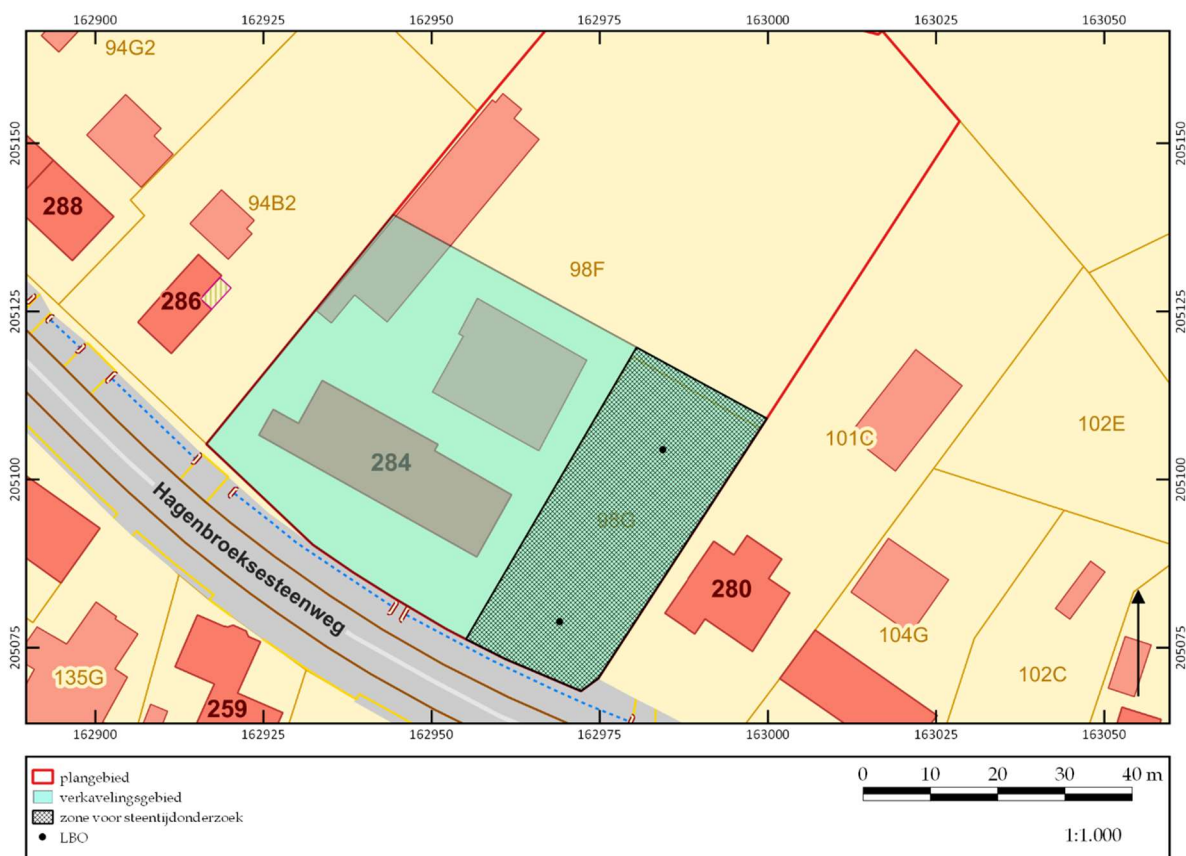 162900 162925 162950 162975 163000 163025 163050
94G2
205150 205150
288
94B2
98F
286
205125 205125
101C
102E
284
205100 205100
98G
Hagenbroeksesteenweg
280
104G
135G
102C
205075 205075
259
162900 162925 162950 162975 163000 163025 163050
plangebied
verkavelingsgebied
zone voor steentijdonderzoek
LBO
0 10 20 30 40 m
1:1.000